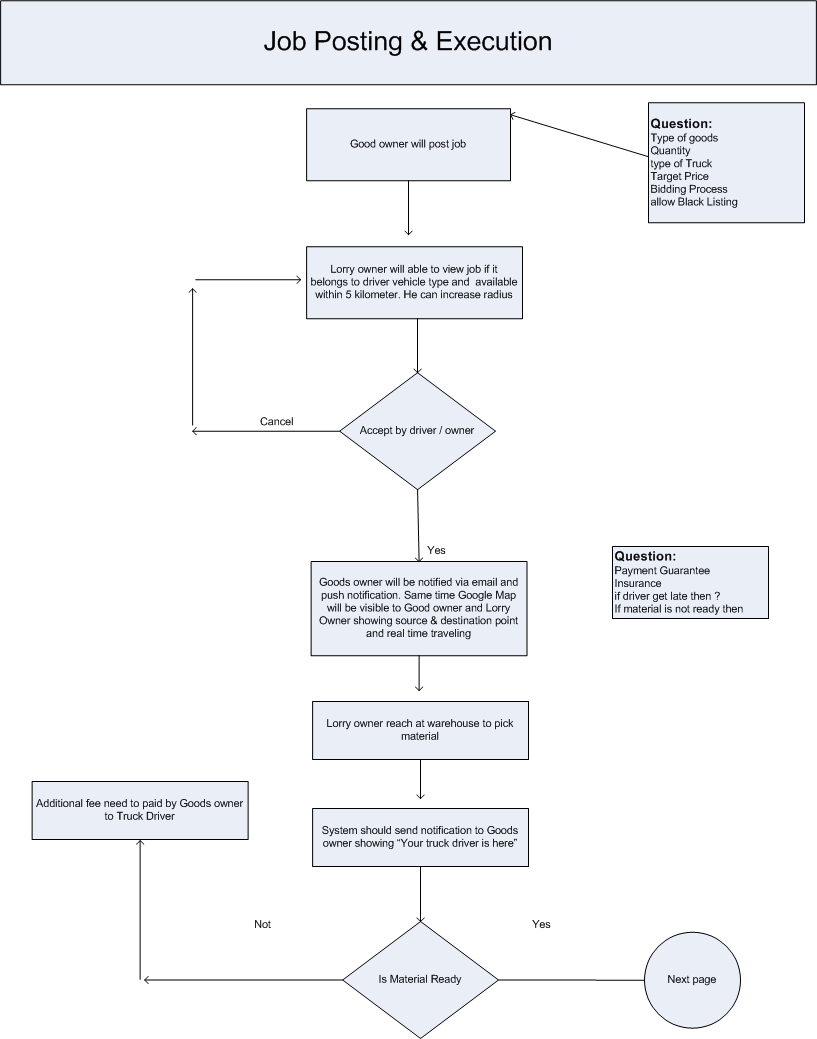 Job Posting & Execution
Good owner will post job
Question:
Type of goods
Quantity
type of Truck
Target Price
Bidding Process
allow Black Listing
Lorry owner will able to view job if it
belongs to driver vehicle type and available
within 5 kilometer. He can increase radius
Cancel
Accept by driver / owner
Yes
Goods owner will be notified via email and
push notification. Same time Google Map
will be visible to Good owner and Lorry
Owner showing source & destination point
and real time traveling
Question:
Payment Guarantee
Insurance
if driver get late then ?
If material is not ready then
Lorry owner reach at warehouse to pick
material
Additional fee need to paid by Goods owner
to Truck Driver
System should send notification to Goods
owner showing “Your truck driver is here”
Not
Yes
Is Material Ready
Next page